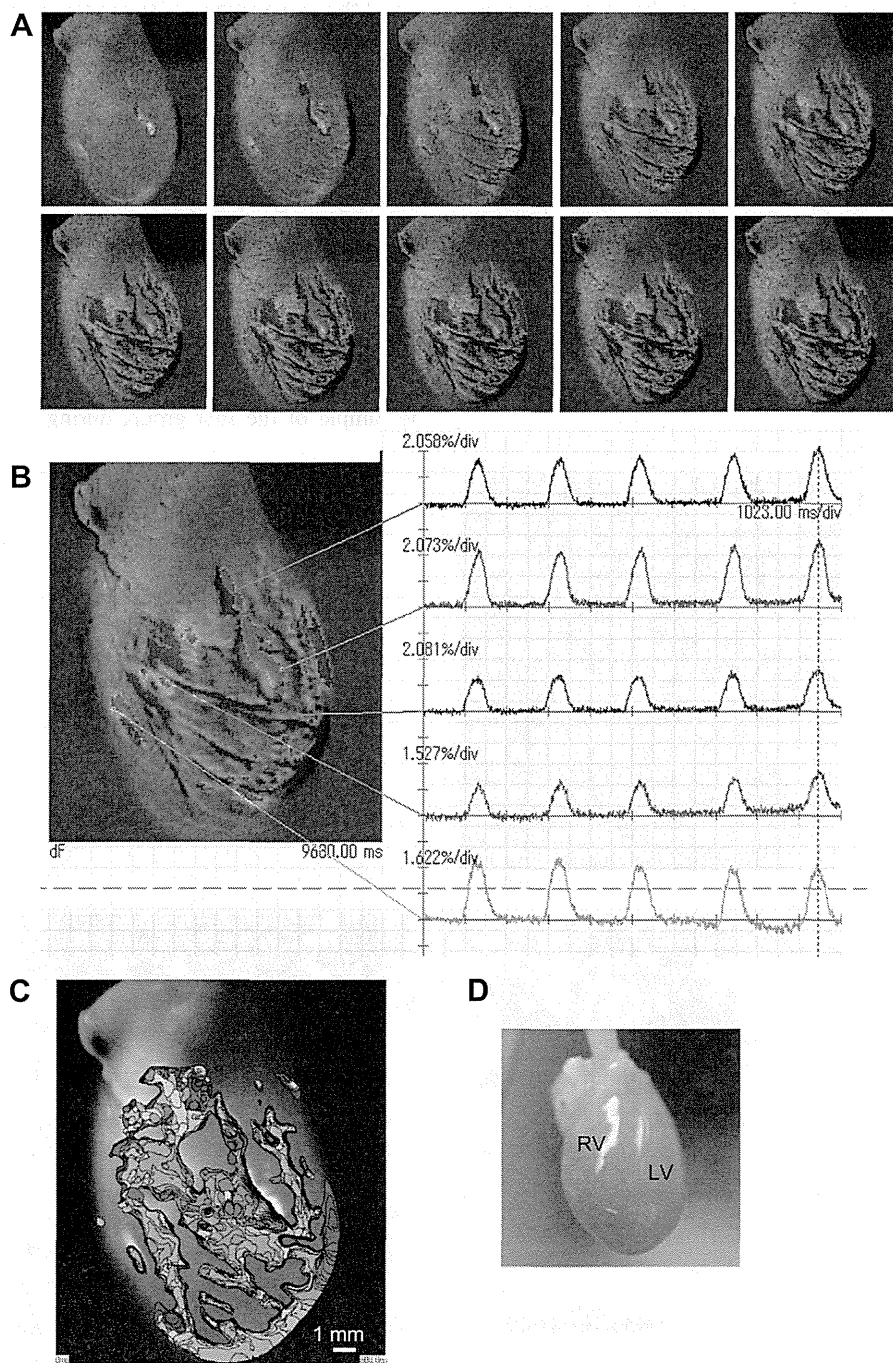 A
B
2.058%/div
1023.00 ms/div
2.073%/div
2.081%/div
1.527%/div
1.622%/div
dF
9680.00 ms
C
1 mm
D
RV
LV